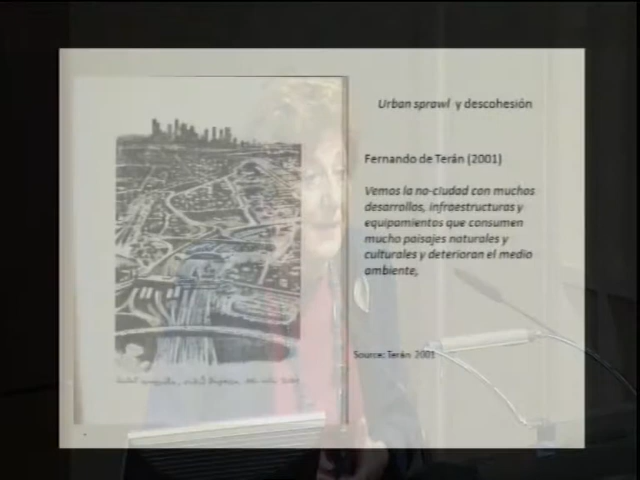 Urban sprawl y descohesión
Fernando de Terán (2001)
Vemos la no-ciudad con muchos
desarrollos, infraestructuras y
equipamientos que consumen
mucho paisajes naturales y
culturales y deterioran el medio
ambiente,
Source: Terán 2001